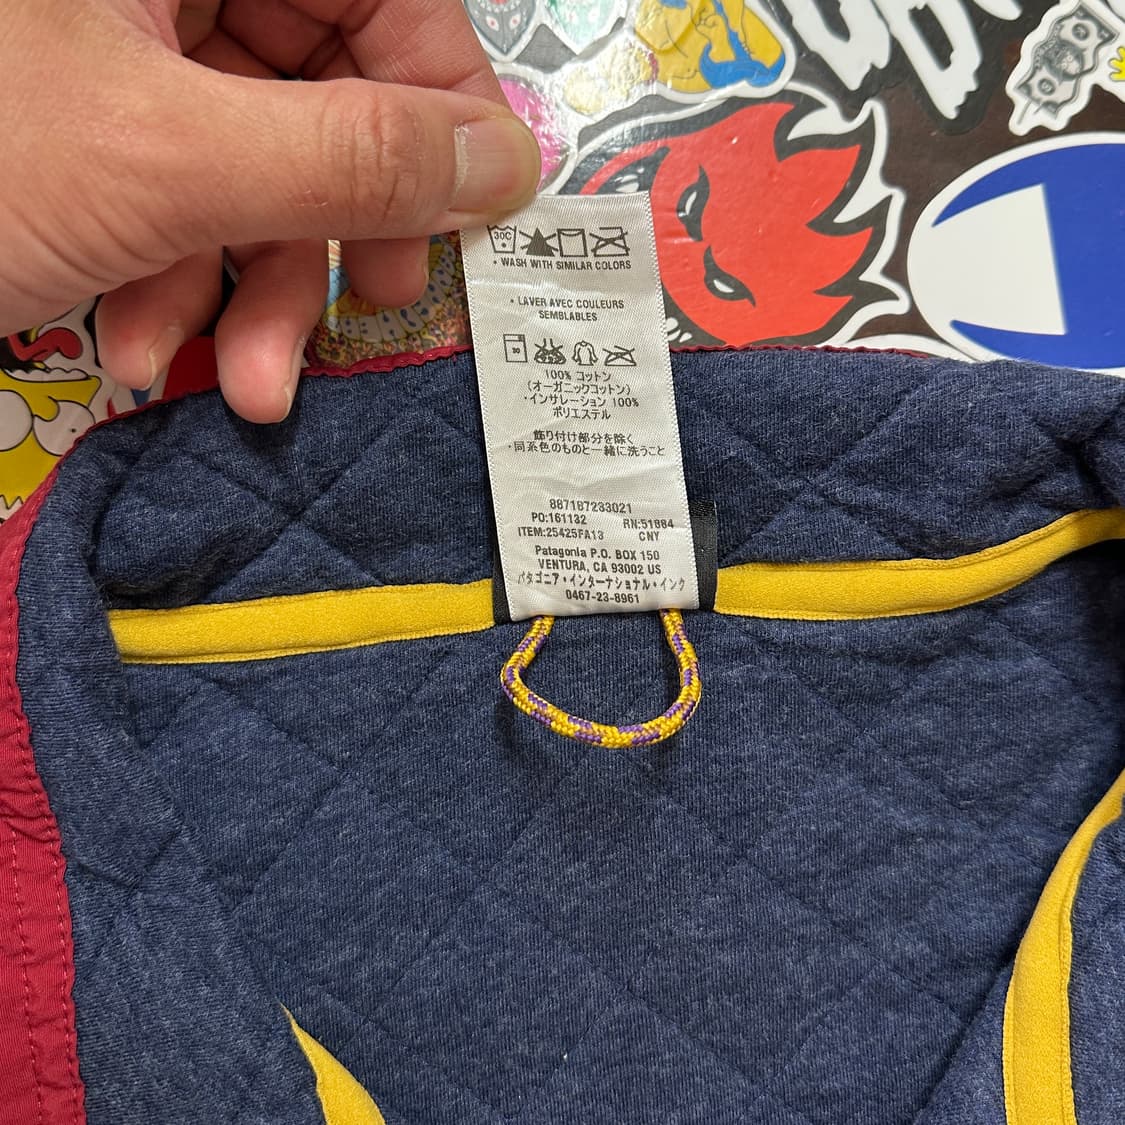 30C
• WASH WITH SIMILAR COLORS
• LAVER AVEC COULEURS
SEMBLABLES
30
100% コットン
(オーガニックコットン)
・インサレーション 100%
ポリエステル
飾り付け部分を除く
・同系色のものと一緒に洗うこと
887187233021
PO:161132 RN:51884
ITEM:25425FA13 CNY
Patagonia P.O. BOX 150
VENTURA, CA 93002 US
パタゴニア・インターナショナル・インク
0467-23-8961